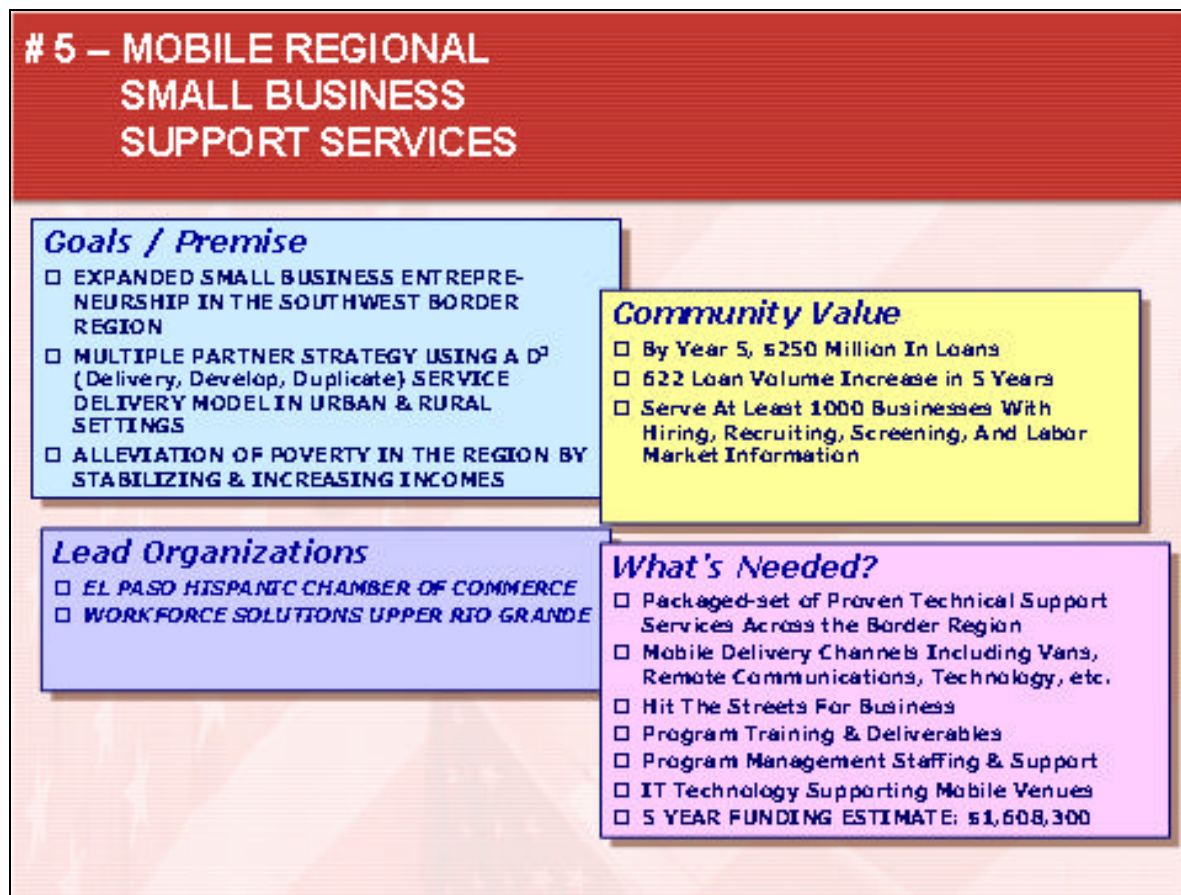 # 5 – MOBILE REGIONAL
SMALL BUSINESS
SUPPORT SERVICES
Goals / Premise
□ EXPANDED SMALL BUSINESS ENTREPRE-
NEURSHIP IN THE SOUTHWEST BORDER
REGION
□ MULTIPLE PARTNER STRATEGY USING A D³
(Delivery, Develop, Duplicate) SERVICE
DELIVERY MODEL IN URBAN & RURAL
SETTINGS
□ ALLEVIATION OF POVERTY IN THE REGION BY
STABILIZING & INCREASING INCOMES
Community Value
□ By Year 5, $250 Million In Loans
□ 622 Loan Volume Increase in 5 Years
□ Serve At Least 1000 Businesses With
Hiring, Recruiting, Screening, And Labor
Market Information
Lead Organizations
□ EL PASO HISPANIC CHAMBER OF COMMERCE
□ WORKFORCE SOLUTIONS UPPER RIO GRANDE
What's Needed?
□ Packaged-set of Proven Technical Support
Services Across the Border Region
□ Mobile Delivery Channels Including Vans,
Remote Communications, Technology, etc.
□ Hit The Streets For Business
□ Program Training & Deliverables
□ Program Management Staffing & Support
□ IT Technology Supporting Mobile Venues
□ 5 YEAR FUNDING ESTIMATE: $1,608,300